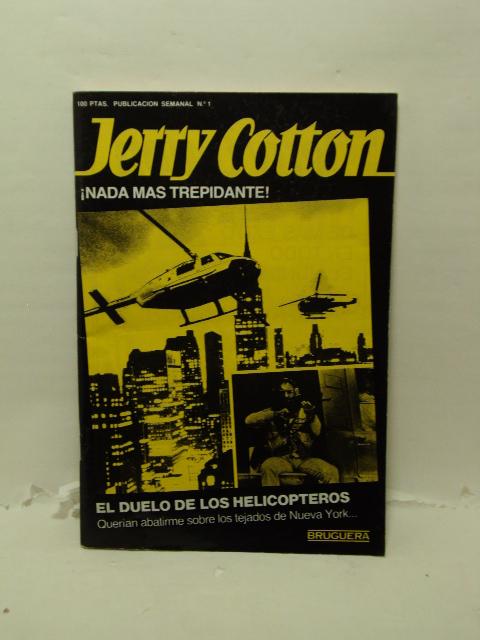 100 PTAS. PUBLICACION SEMANAL N.º 1
Jerry Cotton
¡NADA MAS TREPIDANTE!
EL DUELO DE LOS HELICOPTEROS
Querían abatirme sobre los tejados de Nueva York...
BRUGUERA